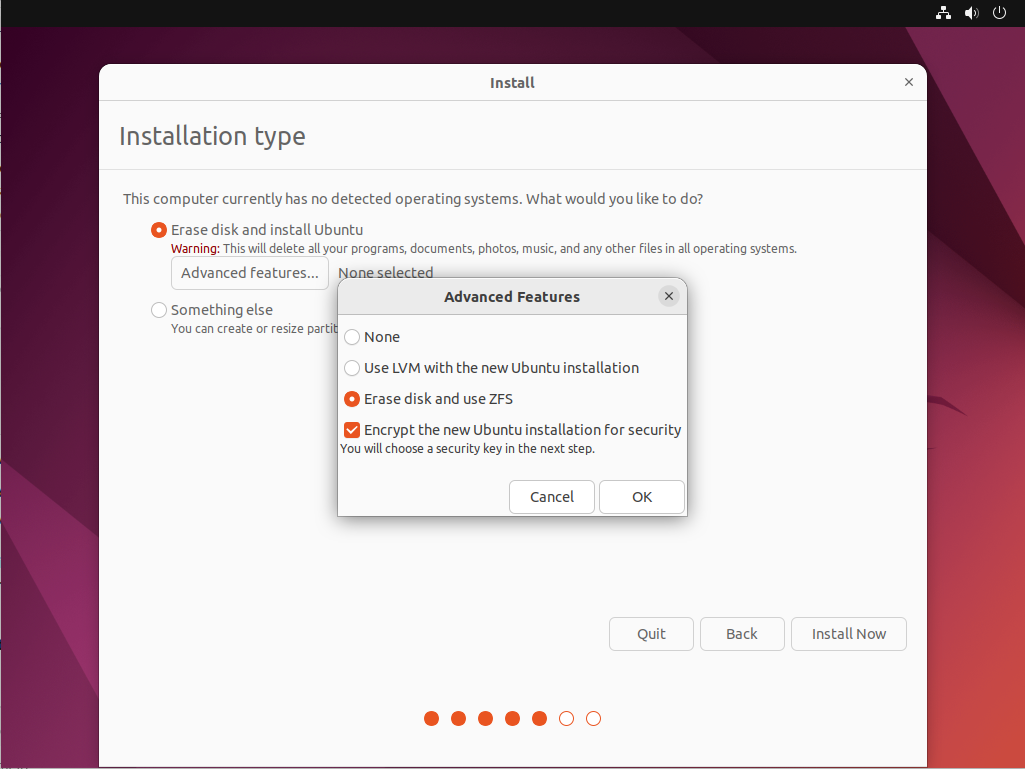 Install
Installation type
This computer currently has no detected operating systems. What would you like to do?
Erase disk and install Ubuntu
Warning: This will delete all your programs, documents, photos, music, and any other files in all operating systems.
Advanced features... None selected
Something else
You can create or resize
Advanced Features
None
Use LVM with the new Ubuntu installation
Erase disk and use ZFS
Encrypt the new Ubuntu installation for security
You will choose a security key in the next step.
Cancel OK
Quit Back Install Now